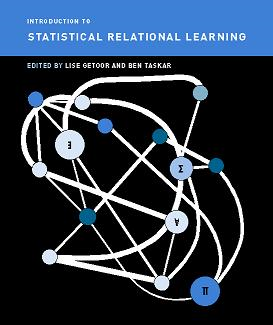 INTRODUCTION TO
STATISTICAL RELATIONAL LEARNING
EDITED BY LISE GETOOR AND BEN TASKAR
∃
Σ
∀
Π